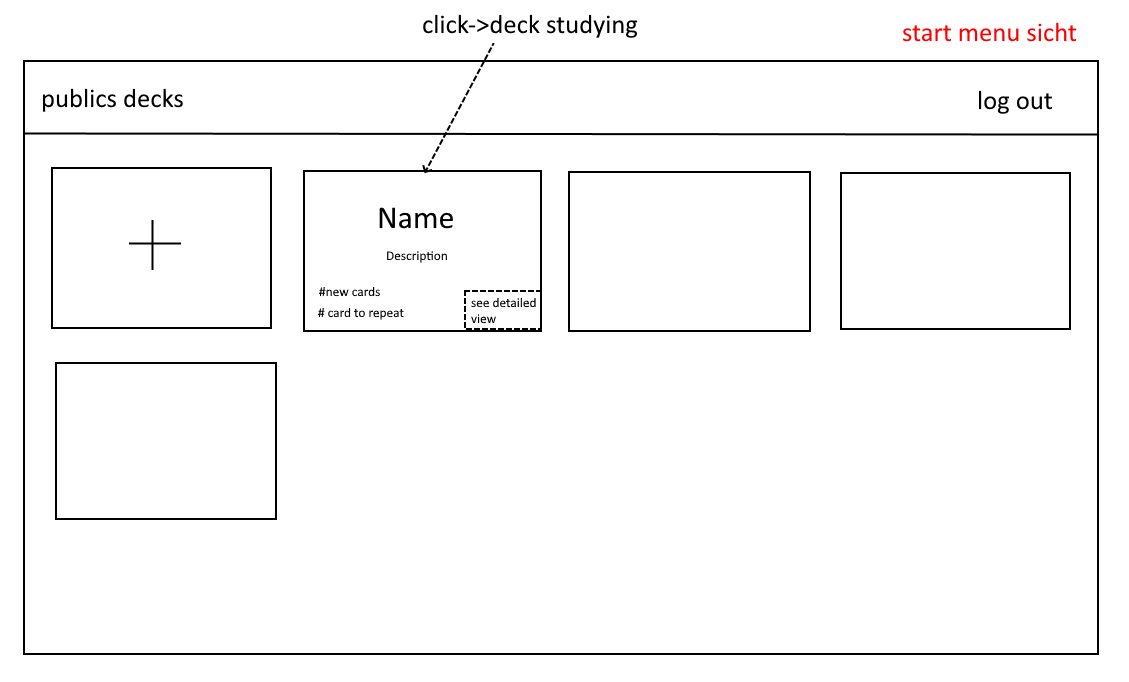 click->deck studying
start menu sicht
publics decks
log out
Name
Description
#new cards
# card to repeat
see detailed
view